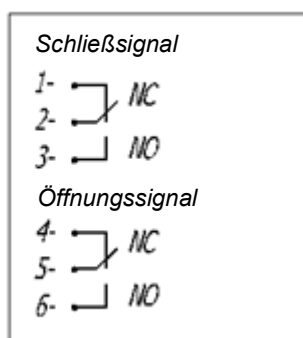 Schließsignal
1- NC
2-
3- NO
Öffnungssignal
4- NC
5-
6- NO